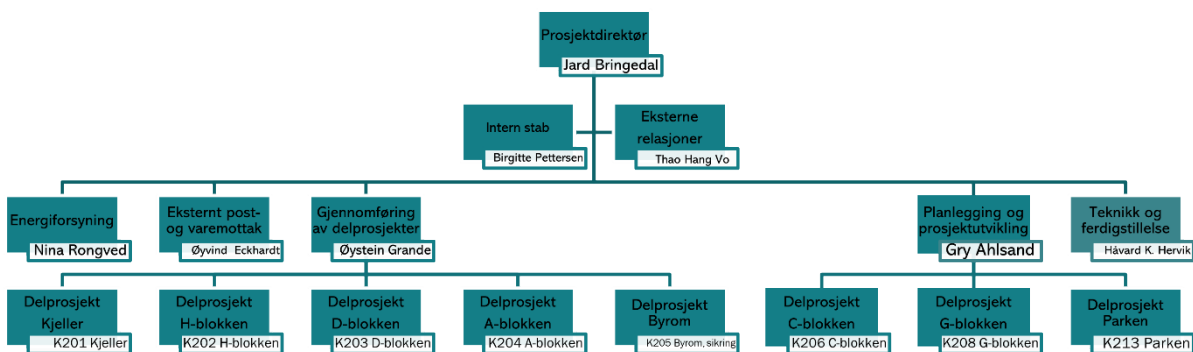 Prosjektdirektør
Jard Bringedal
Intern stab
Birgitte Pettersen
Eksterne
relasjoner
Thao Hang Vo
Energiforsyning
Nina Rongved
Eksternt post-
og varemottak
Øyvind Eckhardt
Gjennomføring
av delprosjekter
Øystein Grande
Planlegging og
prosjektutvikling
Gry Ahlsand
Teknikk og
ferdigstillelse
Håvard K. Hervik
Delprosjekt
Kjeller
K201 Kjeller
Delprosjekt
H-blokken
K202 H-blokken
Delprosjekt
D-blokken
K203 D-blokken
Delprosjekt
A-blokken
K204 A-blokken
Delprosjekt
Byrom
K205 Byrom, sikring
Delprosjekt
C-blokken
K206 C-blokken
Delprosjekt
G-blokken
K208 G-blokken
Delprosjekt
Parken
K213 Parken